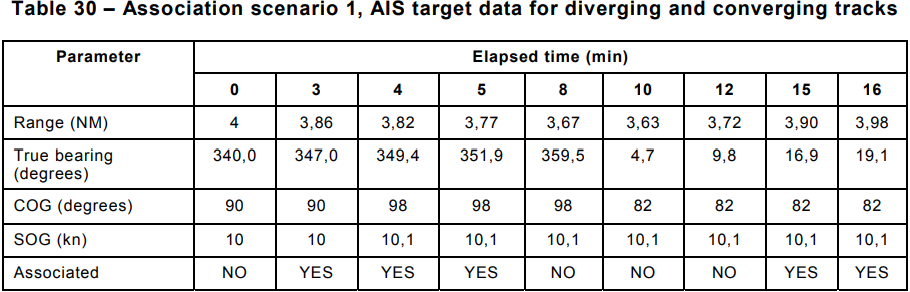 Table 30 – Association scenario 1, AIS target data for diverging and converging tracks
Parameter Elapsed time (min)
0 3 4 5 8 10 12 15 16
Range (NM) 4 3,86 3,82 3,77 3,67 3,63 3,72 3,90 3,98
True bearing (degrees) 340,0 347,0 349,4 351,9 359,5 4,7 9,8 16,9 19,1
COG (degrees) 90 90 98 98 98 82 82 82 82
SOG (kn) 10 10 10,1 10,1 10,1 10,1 10,1 10,1 10,1
Associated NO YES YES YES NO NO NO YES YES